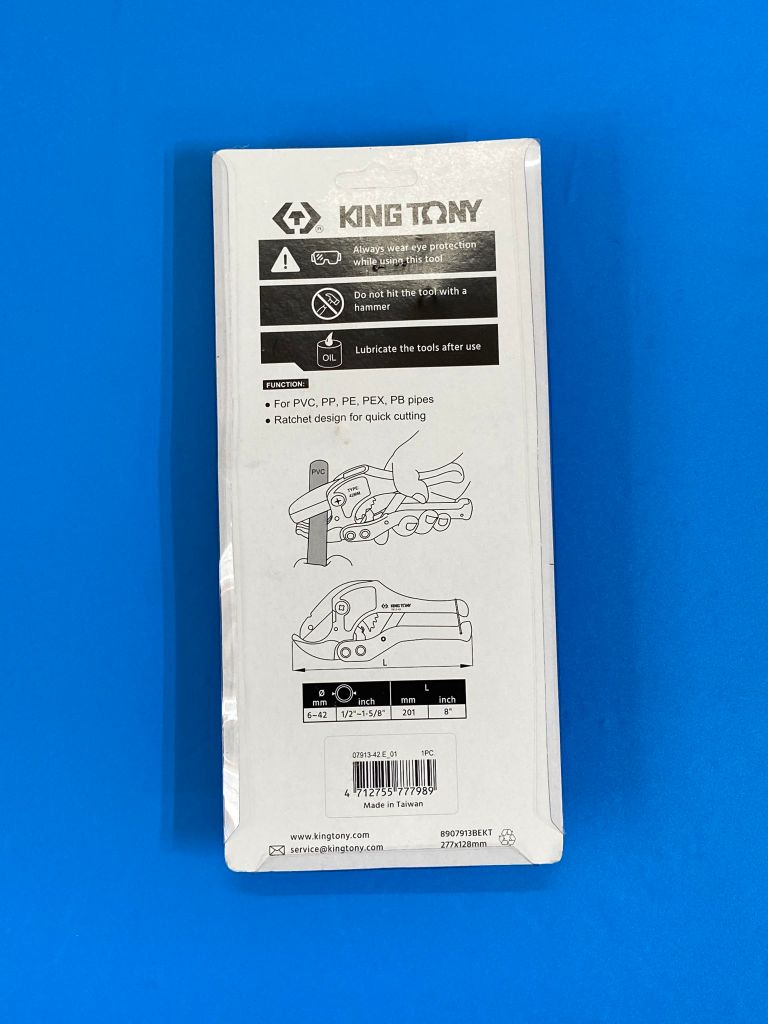 KING TONY
Always wear eye protection
while using this tool
Do not hit the tool with a
hammer
OIL
Lubricate the tools after use
FUNCTION:
● For PVC, PP, PE, PEX, PB pipes
● Ratchet design for quick cutting
PVC
TYPE:
42MM
KING TONY
L
Ø mm inch L mm inch
6~42 1/2"~1-5/8" 201 8"
07913-42 E_01 1PC.
4 712755 777989
Made in Taiwan
www.kingtony.com 8907913BEKT
service@kingtony.com 277x128mm